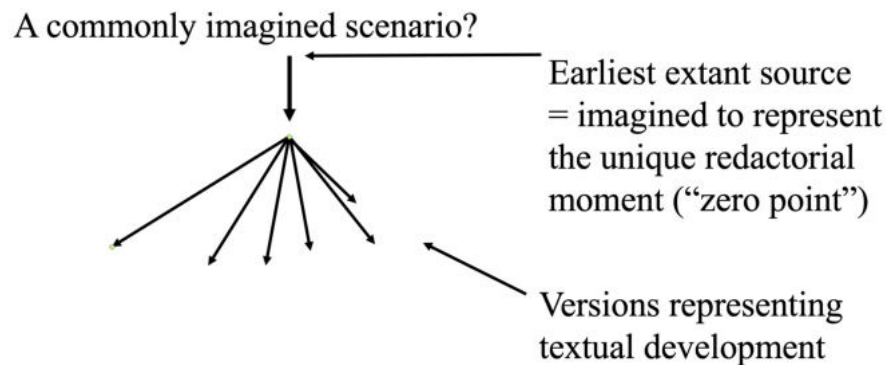 A commonly imagined scenario?
Earliest extant source
= imagined to represent
the unique redactorial
moment (“zero point”)
Versions representing
textual development